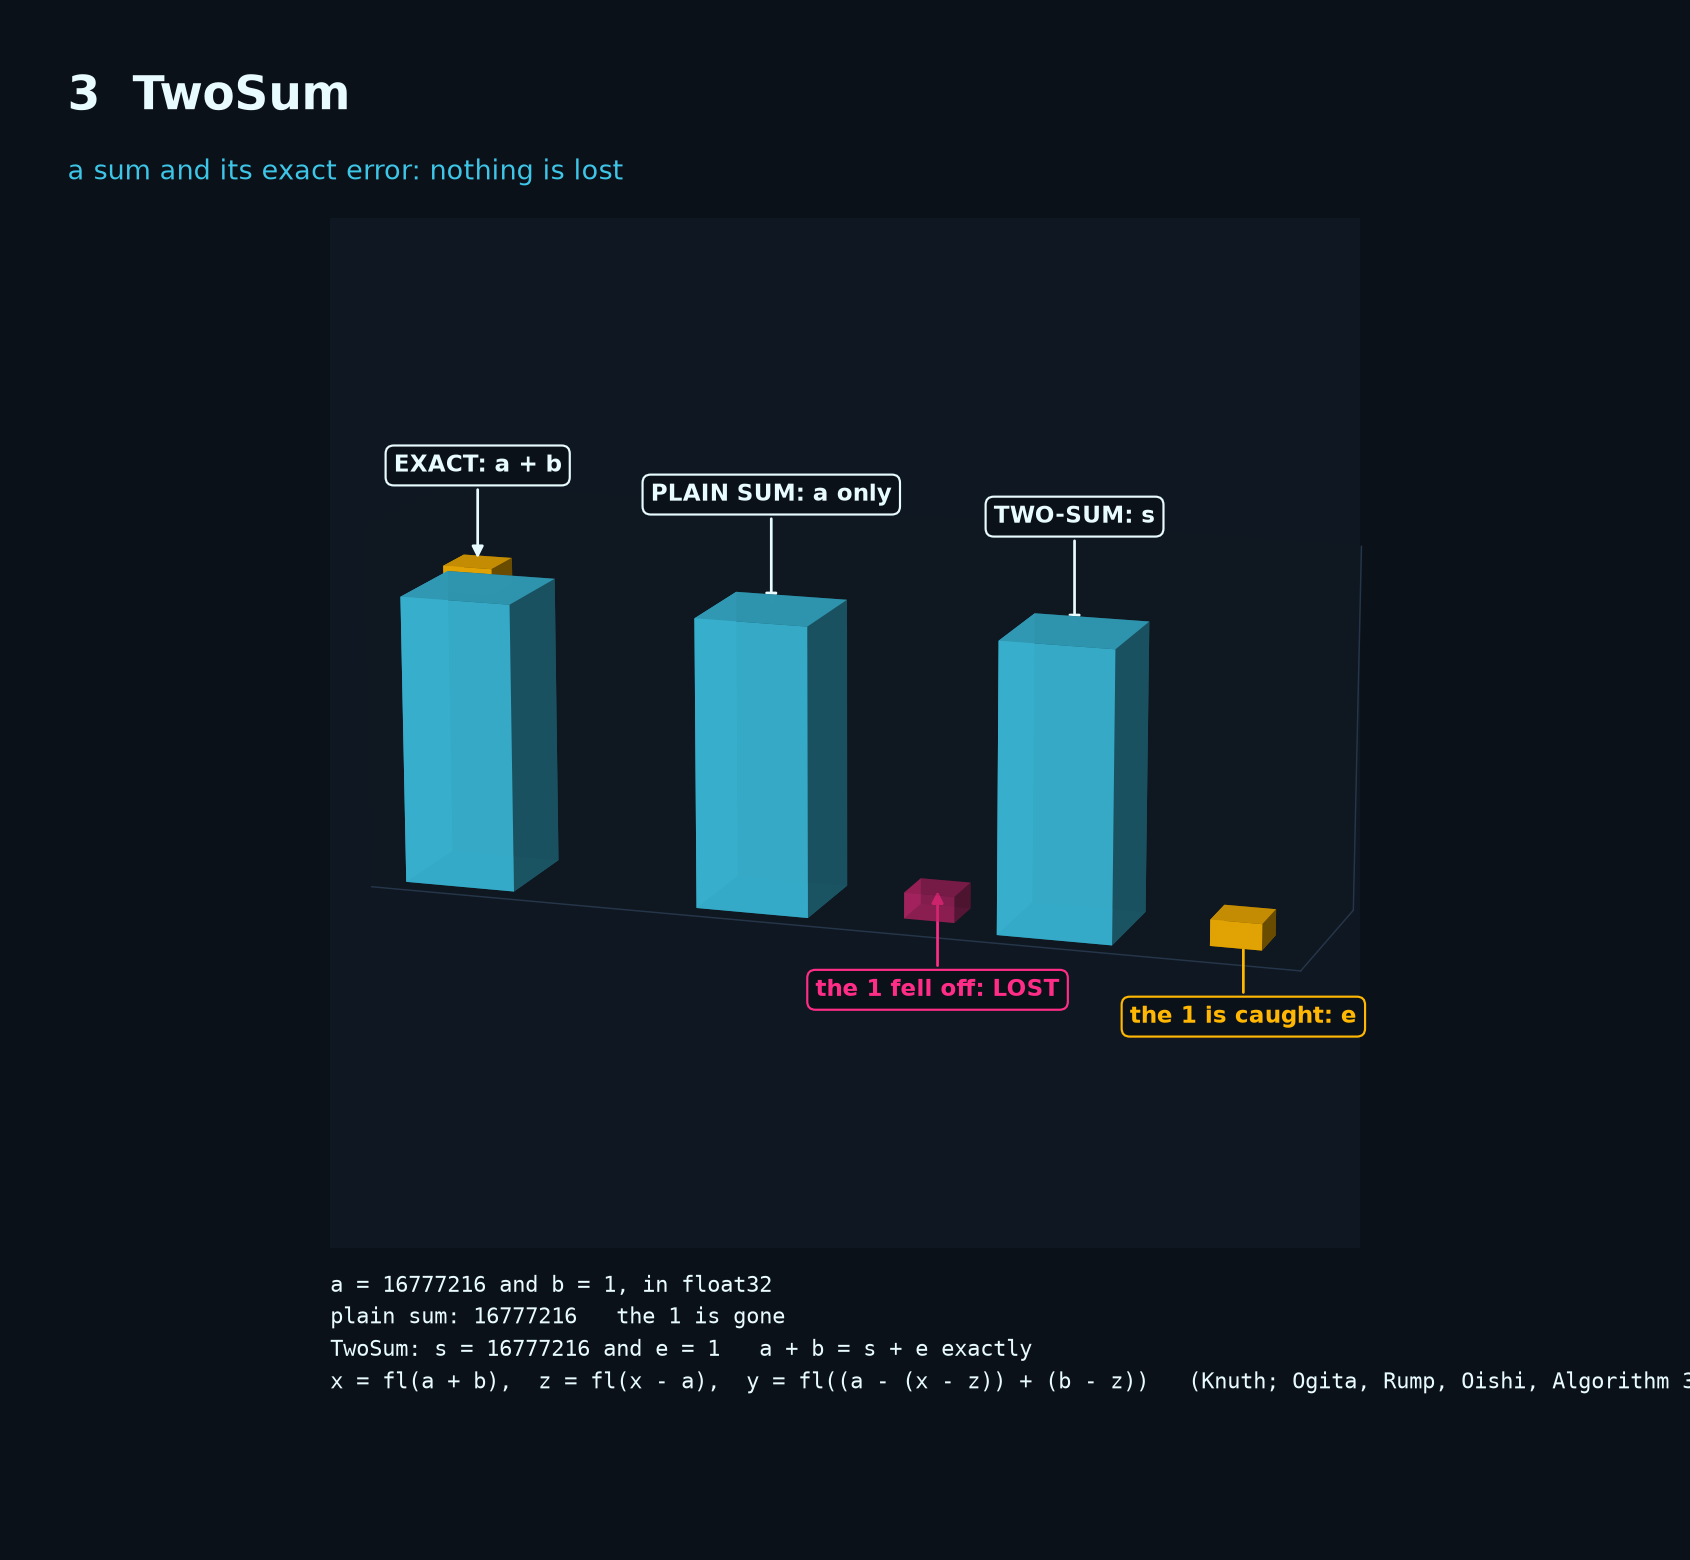 3 TwoSum
a sum and its exact error: nothing is lost
EXACT: a + b
PLAIN SUM: a only
TWO-SUM: s
the 1 fell off: LOST
the 1 is caught: e
a = 16777216 and b = 1, in float32
plain sum: 16777216   the 1 is gone
TwoSum: s = 16777216 and e = 1   a + b = s + e exactly
x = fl(a + b),  z = fl(x - a),  y = fl((a - (x - z)) + (b - z))   (Knuth; Ogita, Rump, Oishi, Algorithm 3